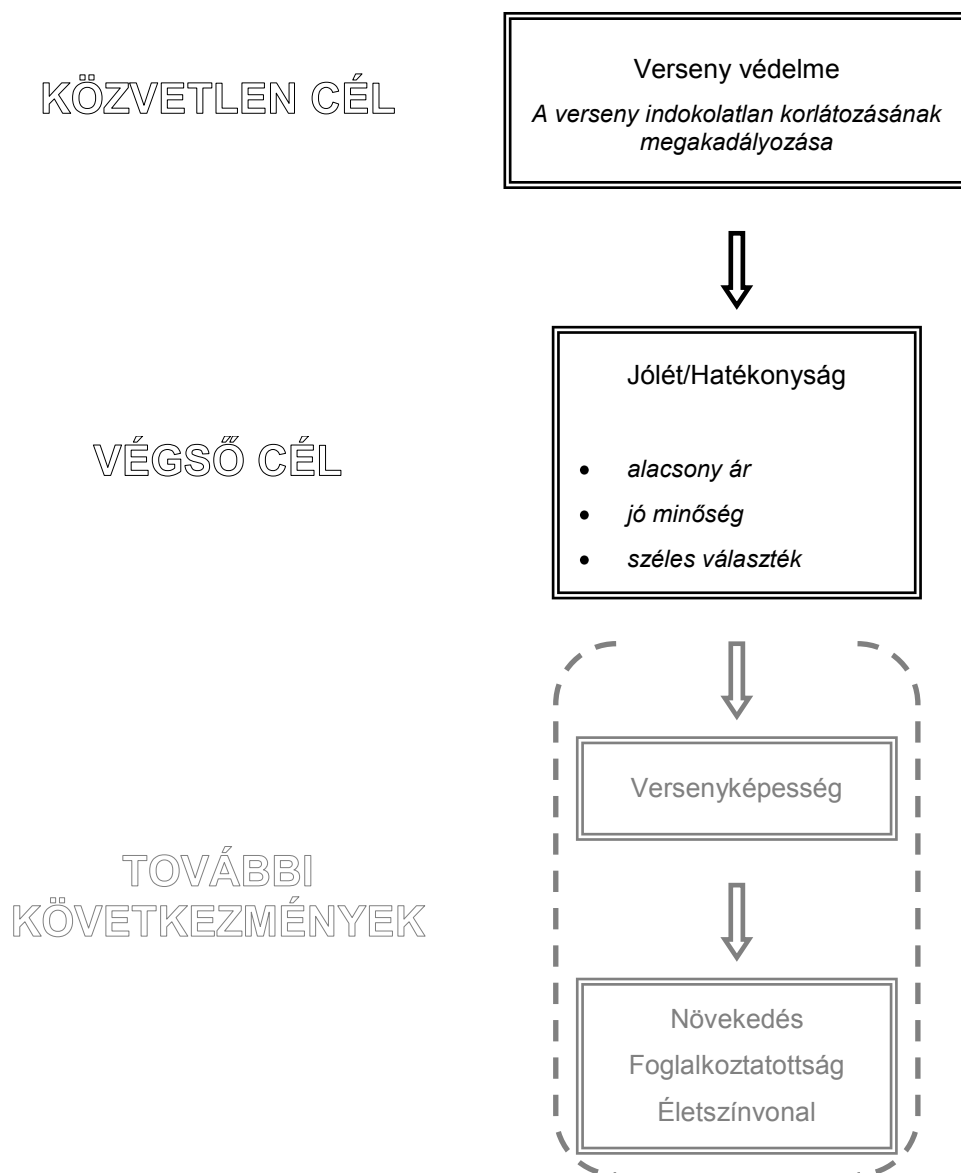 KÖZVETLEN CÉL
Verseny védelme
A verseny indokolatlan korlátozásának
megakadályozása
VÉGSŐ CÉL
Jólét/Hatékonyság
• alacsony ár
• jó minőség
• széles választék
TOVÁBBI
KÖVETKEZMÉNYEK
Versenyképesség
Növekedés
Foglalkoztatottság
Életszínvonal